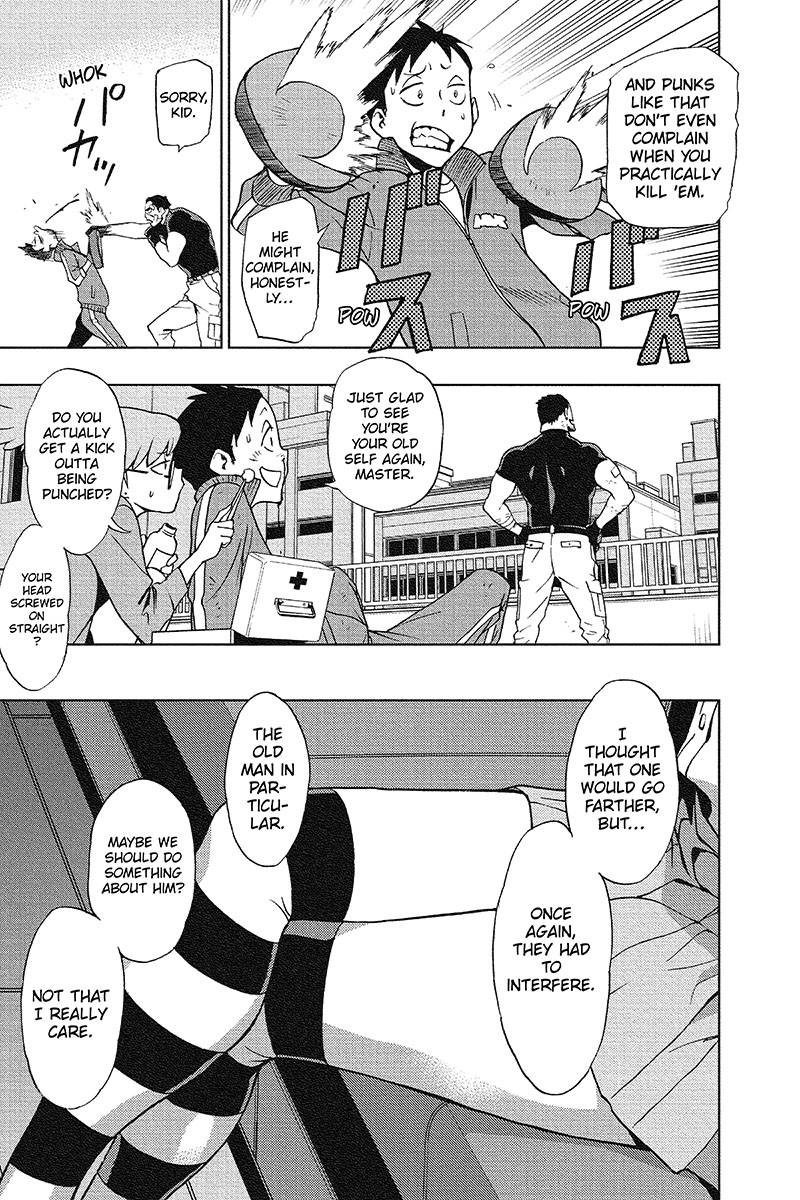 AND PUNKS
LIKE THAT
DON'T EVEN
COMPLAIN
WHEN YOU
PRACTICALLY
KILL 'EM.
HE
MIGHT
COMPLAIN,
HONEST-
LY...
バス
POW
バス
POW
SORRY,
KID.
WHOK
パカッ
JUST GLAD
TO SEE
YOU'RE
YOUR OLD
SELF AGAIN,
MASTER.
DO YOU
ACTUALLY
GET A KICK
OUTTA
BEING
PUNCHED?
YOUR
HEAD
SCREWED
ON
STRAIGHT
?
I
THOUGHT
THAT ONE
WOULD GO
FARTHER,
BUT...
ONCE
AGAIN,
THEY HAD
TO
INTERFERE.
THE
OLD
MAN IN
PAR-
TICU-
LAR.
MAYBE WE
SHOULD DO
SOMETHING
ABOUT HIM?
NOT THAT
I REALLY
CARE.